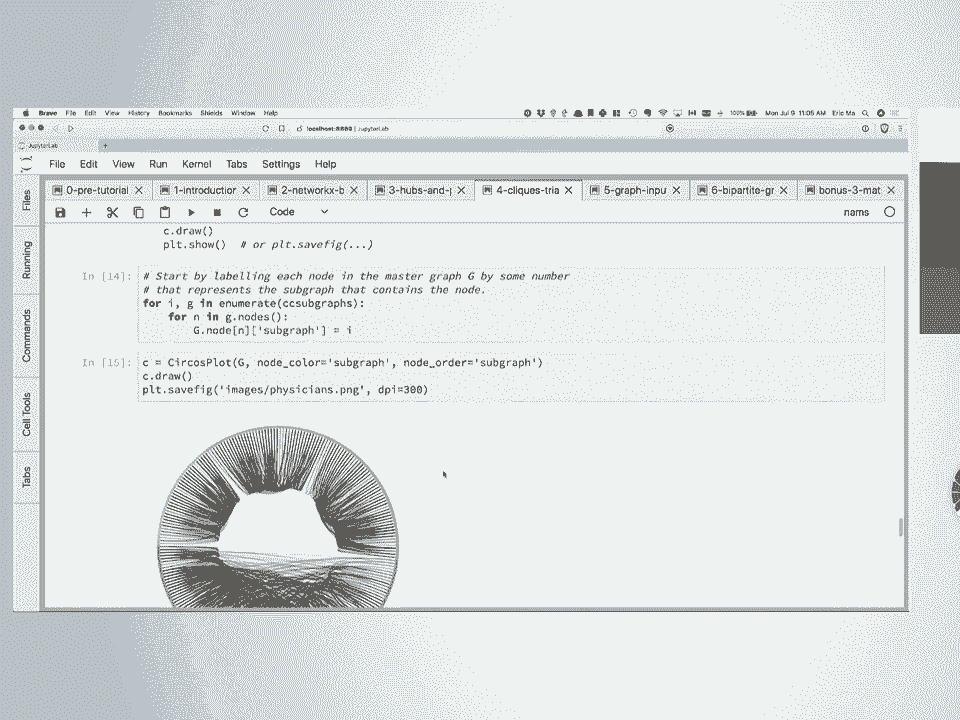 Brave File Edit View History Bookmarks Shields Window Help 100% Mon Jul 9 11:05 AM Eric Ma
localhost:8880 | JupyterLab
JupyterLab +
File Edit View Run Kernel Tabs Settings Help
0-pre-tutorial 1-introduction 2-networkx-b 3-hubs-and-p 4-cliques-tria 5-graph-inpu 6-bipartite-gr bonus-3-mat
Code nams
Files
Running
Commands
Cell Tools
Tabs
c.draw()
plt.show() # or plt.savefig(...)
In [14]: # Start by labelling each node in the master graph G by some number
# that represents the subgraph that contains the node.
for i, g in enumerate(ccsubgraphs):
for n in g.nodes():
G.node[n]['subgraph'] = i
In [15]: c = CircosPlot(G, node_color='subgraph', node_order='subgraph')
c.draw()
plt.savefig('images/physicians.png', dpi=300)